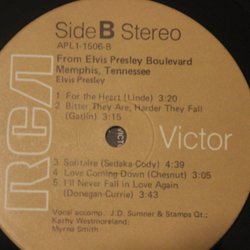 Side B Stereo
APL1-1506-B
From Elvis Presley Boulevard
Memphis, Tennessee
Elvis Presley
1 - For the Heart (Linde) 3:20
2 - Bitter They Are, Harder They Fall
(Gatlin) 3:15
RCA
Victor
3 - Solitaire (Sedaka-Cody) 4:39
4 - Love Coming Down (Chesnut) 3:05
5 - I'll Never Fall in Love Again
(Donegan-Currie) 3:43
Vocal accomp.: J.D. Sumner & Stamps Qt.;
Kathy Westmoreland;
Myrna Smith